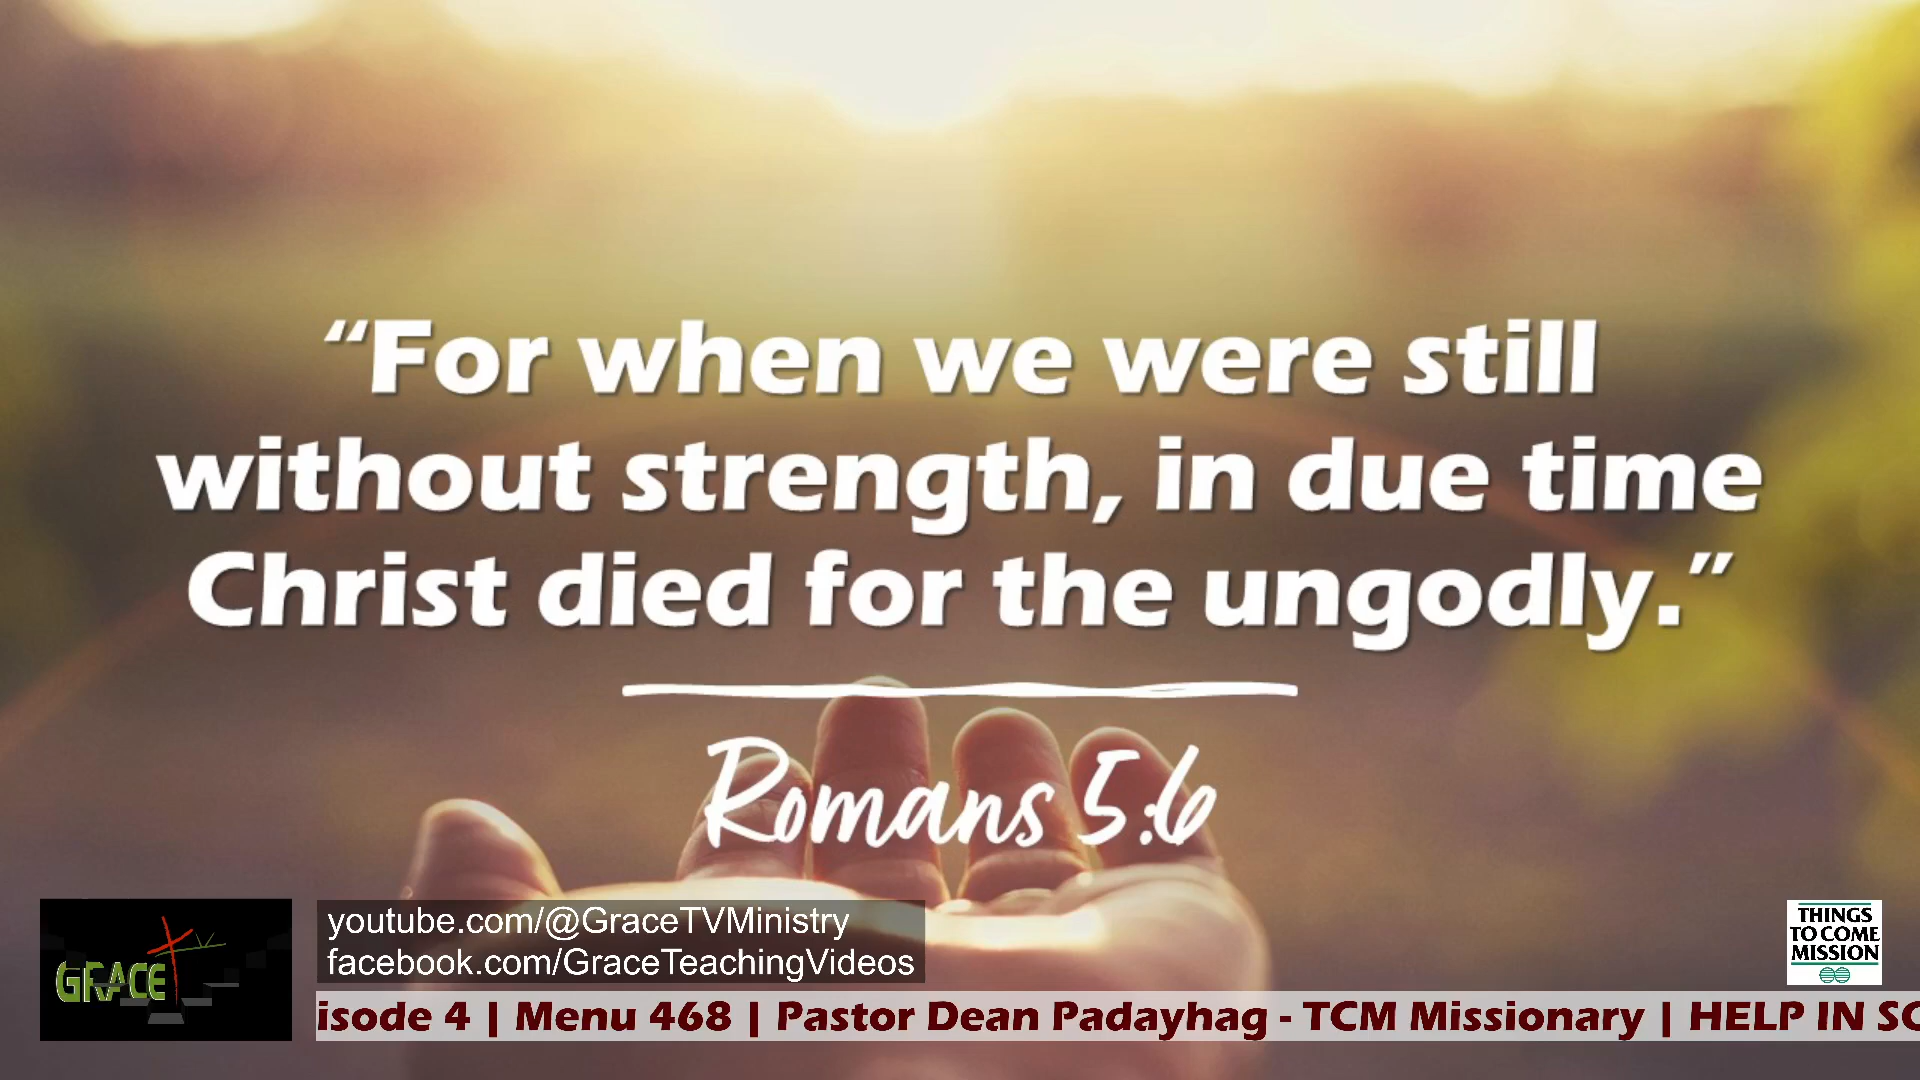 “For when we were still
without strength, in due time
Christ died for the ungodly.”
Romans 5:6
GRACE
youtube.com/@GraceTVMinistry
facebook.com/GraceTeachingVideos
THINGS
TO COME
MISSION
isode 4 | Menu 468 | Pastor Dean Padayhag - TCM Missionary | HELP IN SC